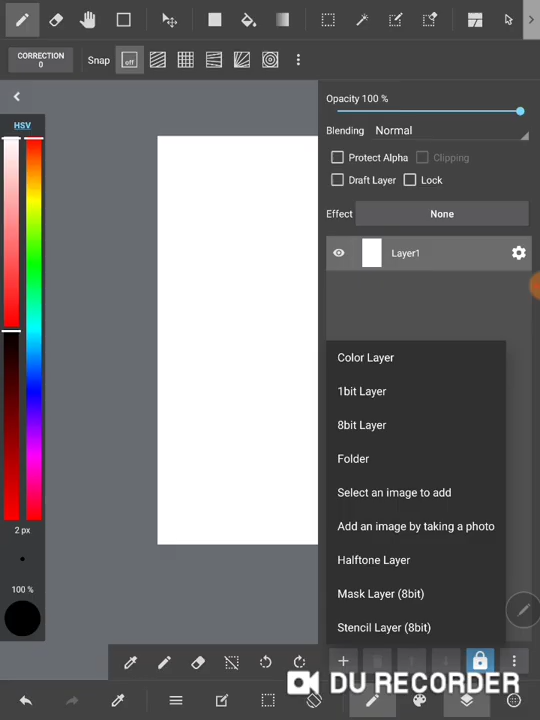 CORRECTION
0
Snap
off
HSV
2 px
100 %
Opacity 100 %
Blending Normal
Protect Alpha Clipping
Draft Layer Lock
Effect None
Layer1
Color Layer
1bit Layer
8bit Layer
Folder
Select an image to add
Add an image by taking a photo
Halftone Layer
Mask Layer (8bit)
Stencil Layer (8bit)
DU RECORDER